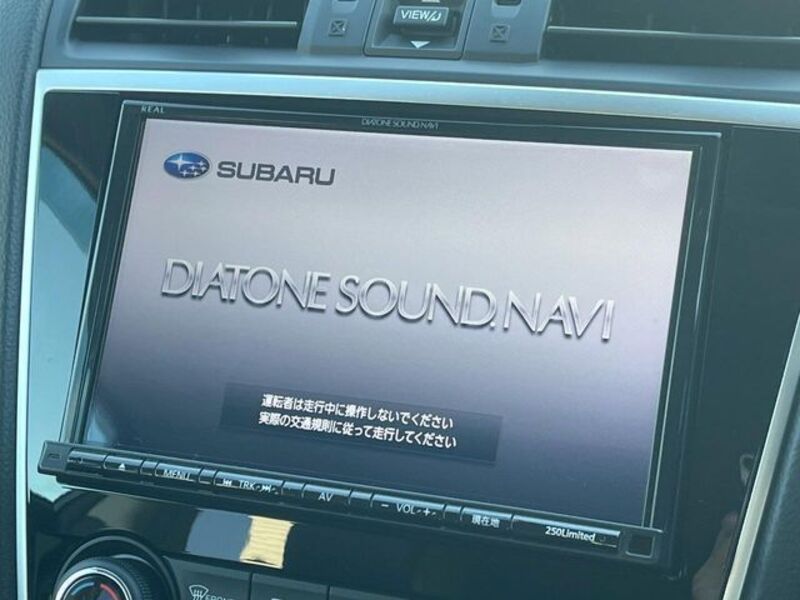 VIEW/
REAL
DIATONE SOUND.NAVI
SUBARU
DIATONE SOUND.NAVI
運転者は走行中に操作しないでください
実際の交通規則に従って走行してください
MENU
TRK
AV
− VOL +
現在地
250Limited
FRONT